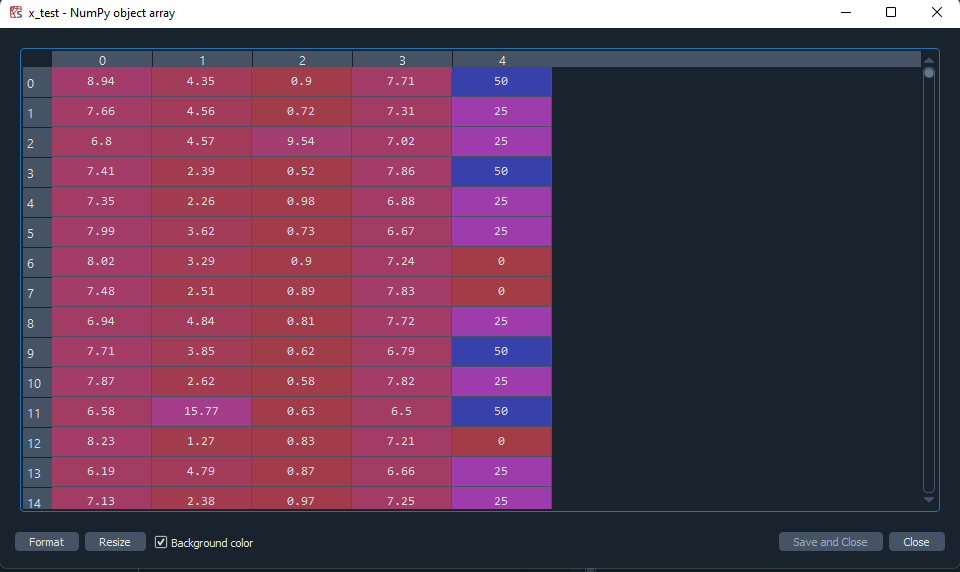 x_test - NumPy object array
0 1 2 3 4
0 8.94 4.35 0.9 7.71 50
1 7.66 4.56 0.72 7.31 25
2 6.8 4.57 9.54 7.02 25
3 7.41 2.39 0.52 7.86 50
4 7.35 2.26 0.98 6.88 25
5 7.99 3.62 0.73 6.67 25
6 8.02 3.29 0.9 7.24 0
7 7.48 2.51 0.89 7.83 0
8 6.94 4.84 0.81 7.72 25
9 7.71 3.85 0.62 6.79 50
10 7.87 2.62 0.58 7.82 25
11 6.58 15.77 0.63 6.5 50
12 8.23 1.27 0.83 7.21 0
13 6.19 4.79 0.87 6.66 25
14 7.13 2.38 0.97 7.25 25
Format Resize Background color Save and Close Close